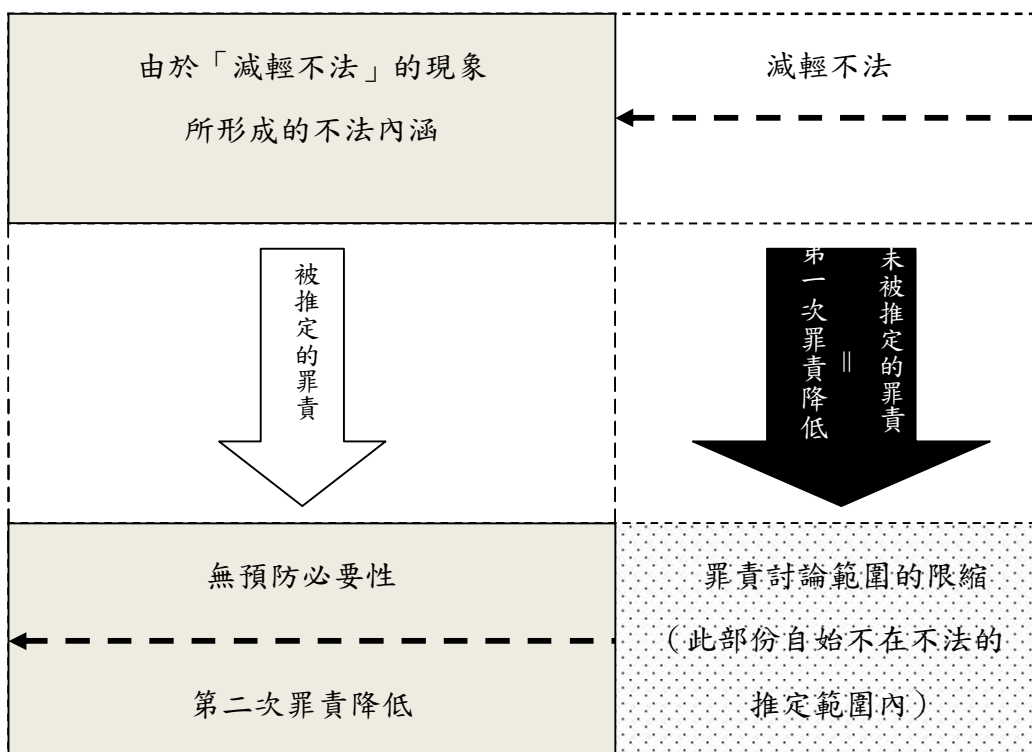 由於「減輕不法」的現象
所形成的不法內涵
減輕不法
被推定的罪責
未被推定的罪責
||
第一次罪責降低
無預防必要性
第二次罪責降低
罪責討論範圍的限縮
（此部份自始不在不法的
推定範圍內）